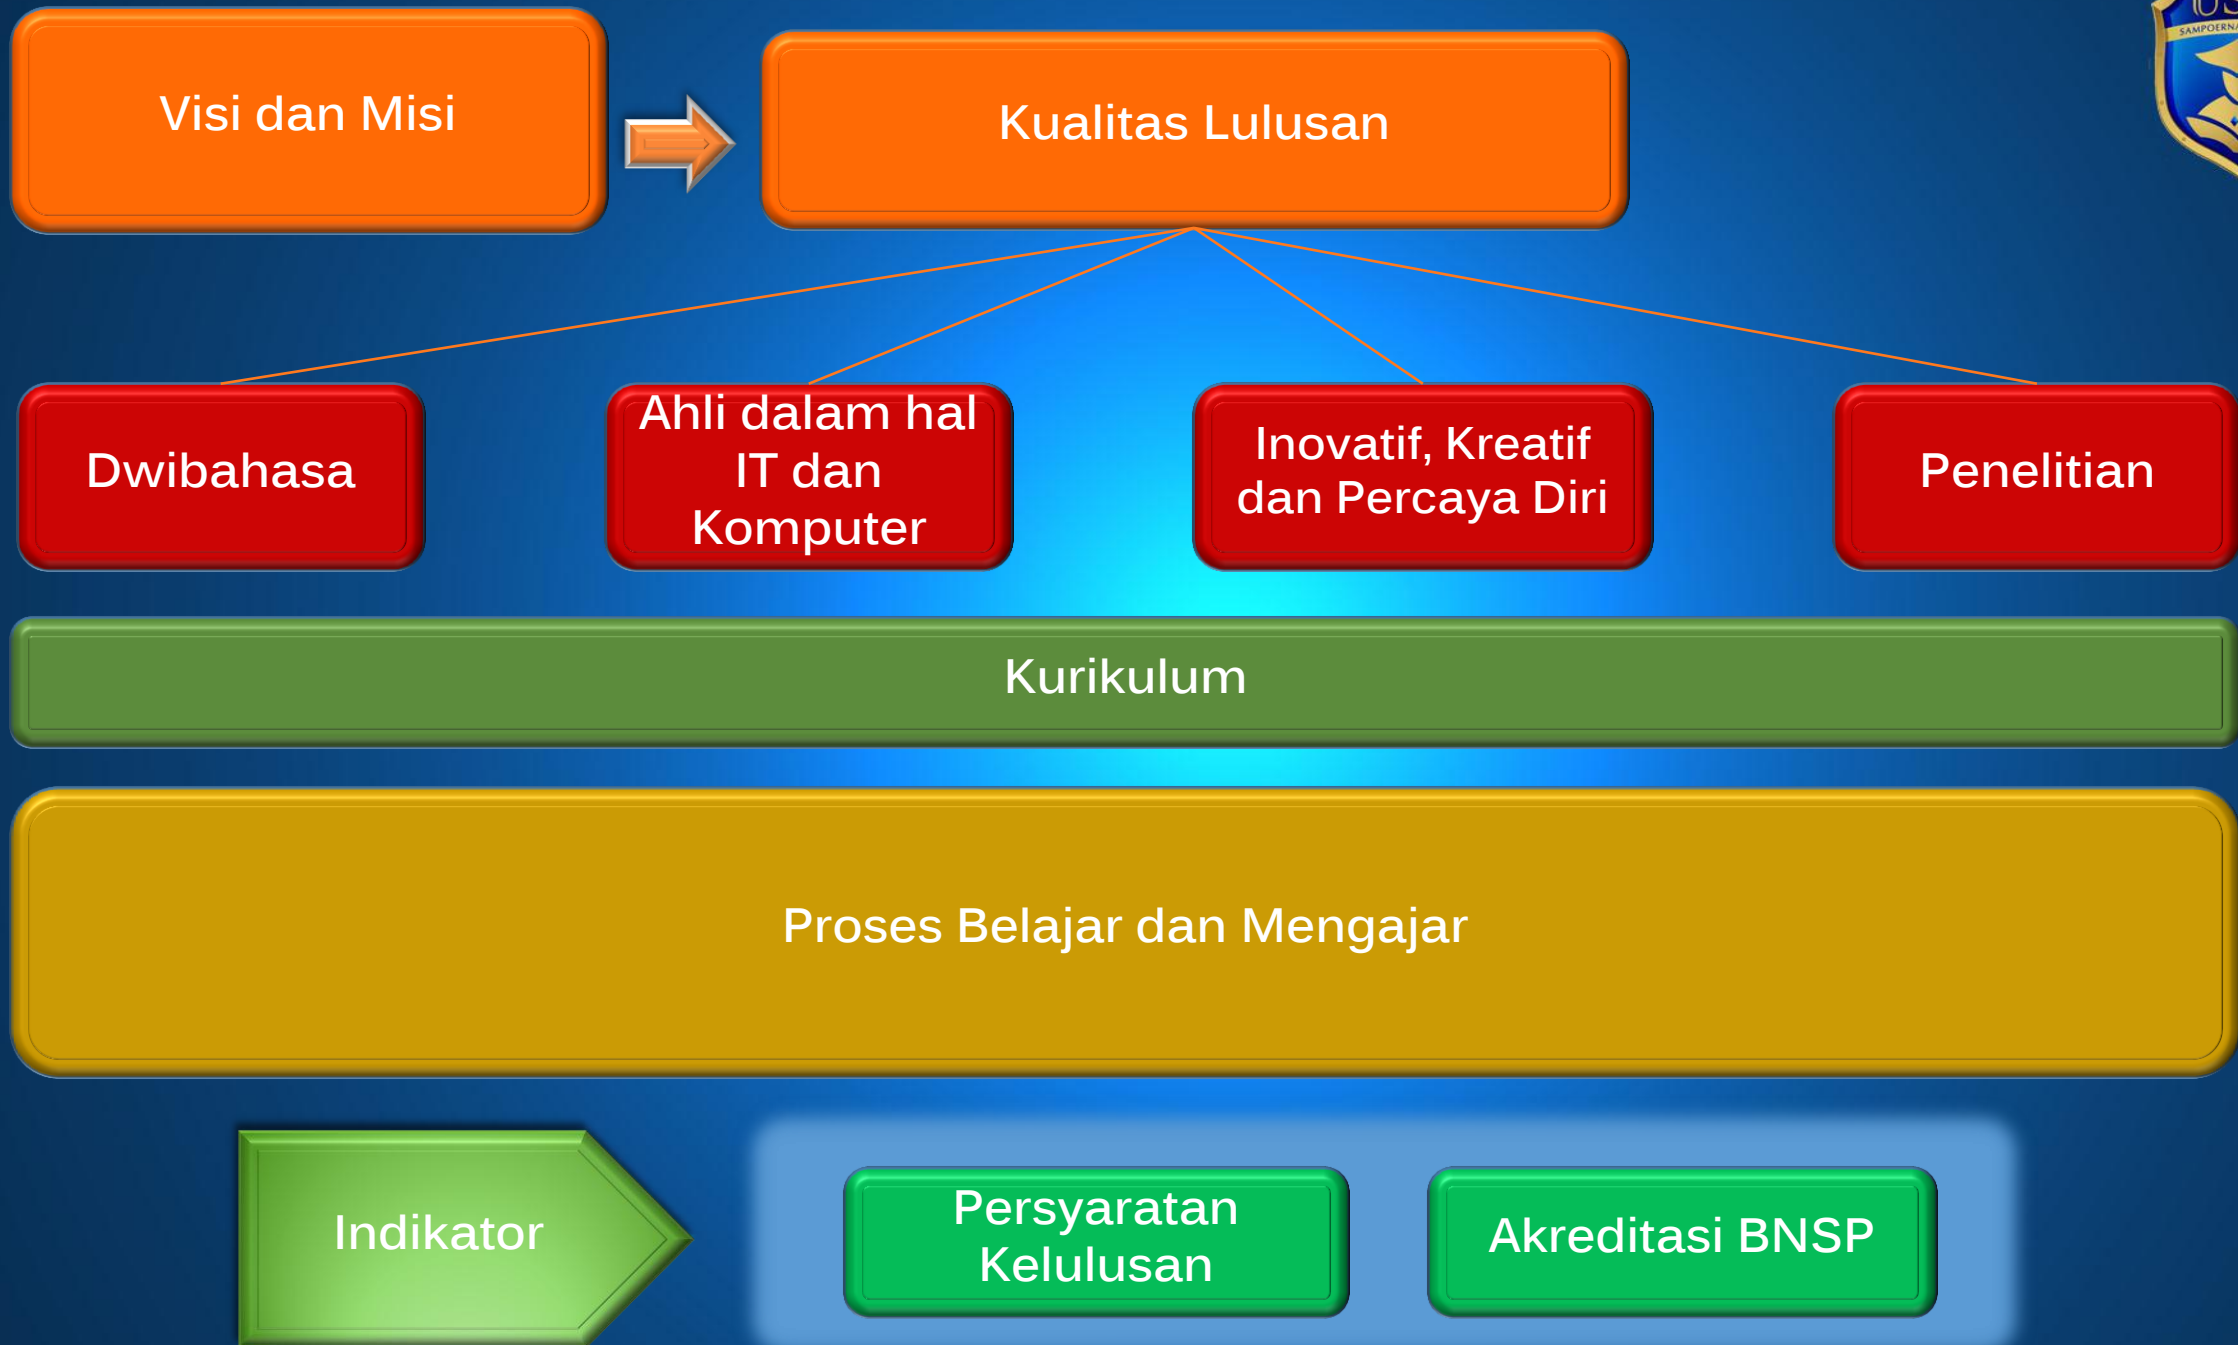 Visi dan Misi
Kualitas Lulusan
Dwibahasa
Ahli dalam hal
IT dan
Komputer
Inovatif, Kreatif
dan Percaya Diri
Penelitian
Kurikulum
Proses Belajar dan Mengajar
Indikator
Persyaratan
Kelulusan
Akreditasi BNSP